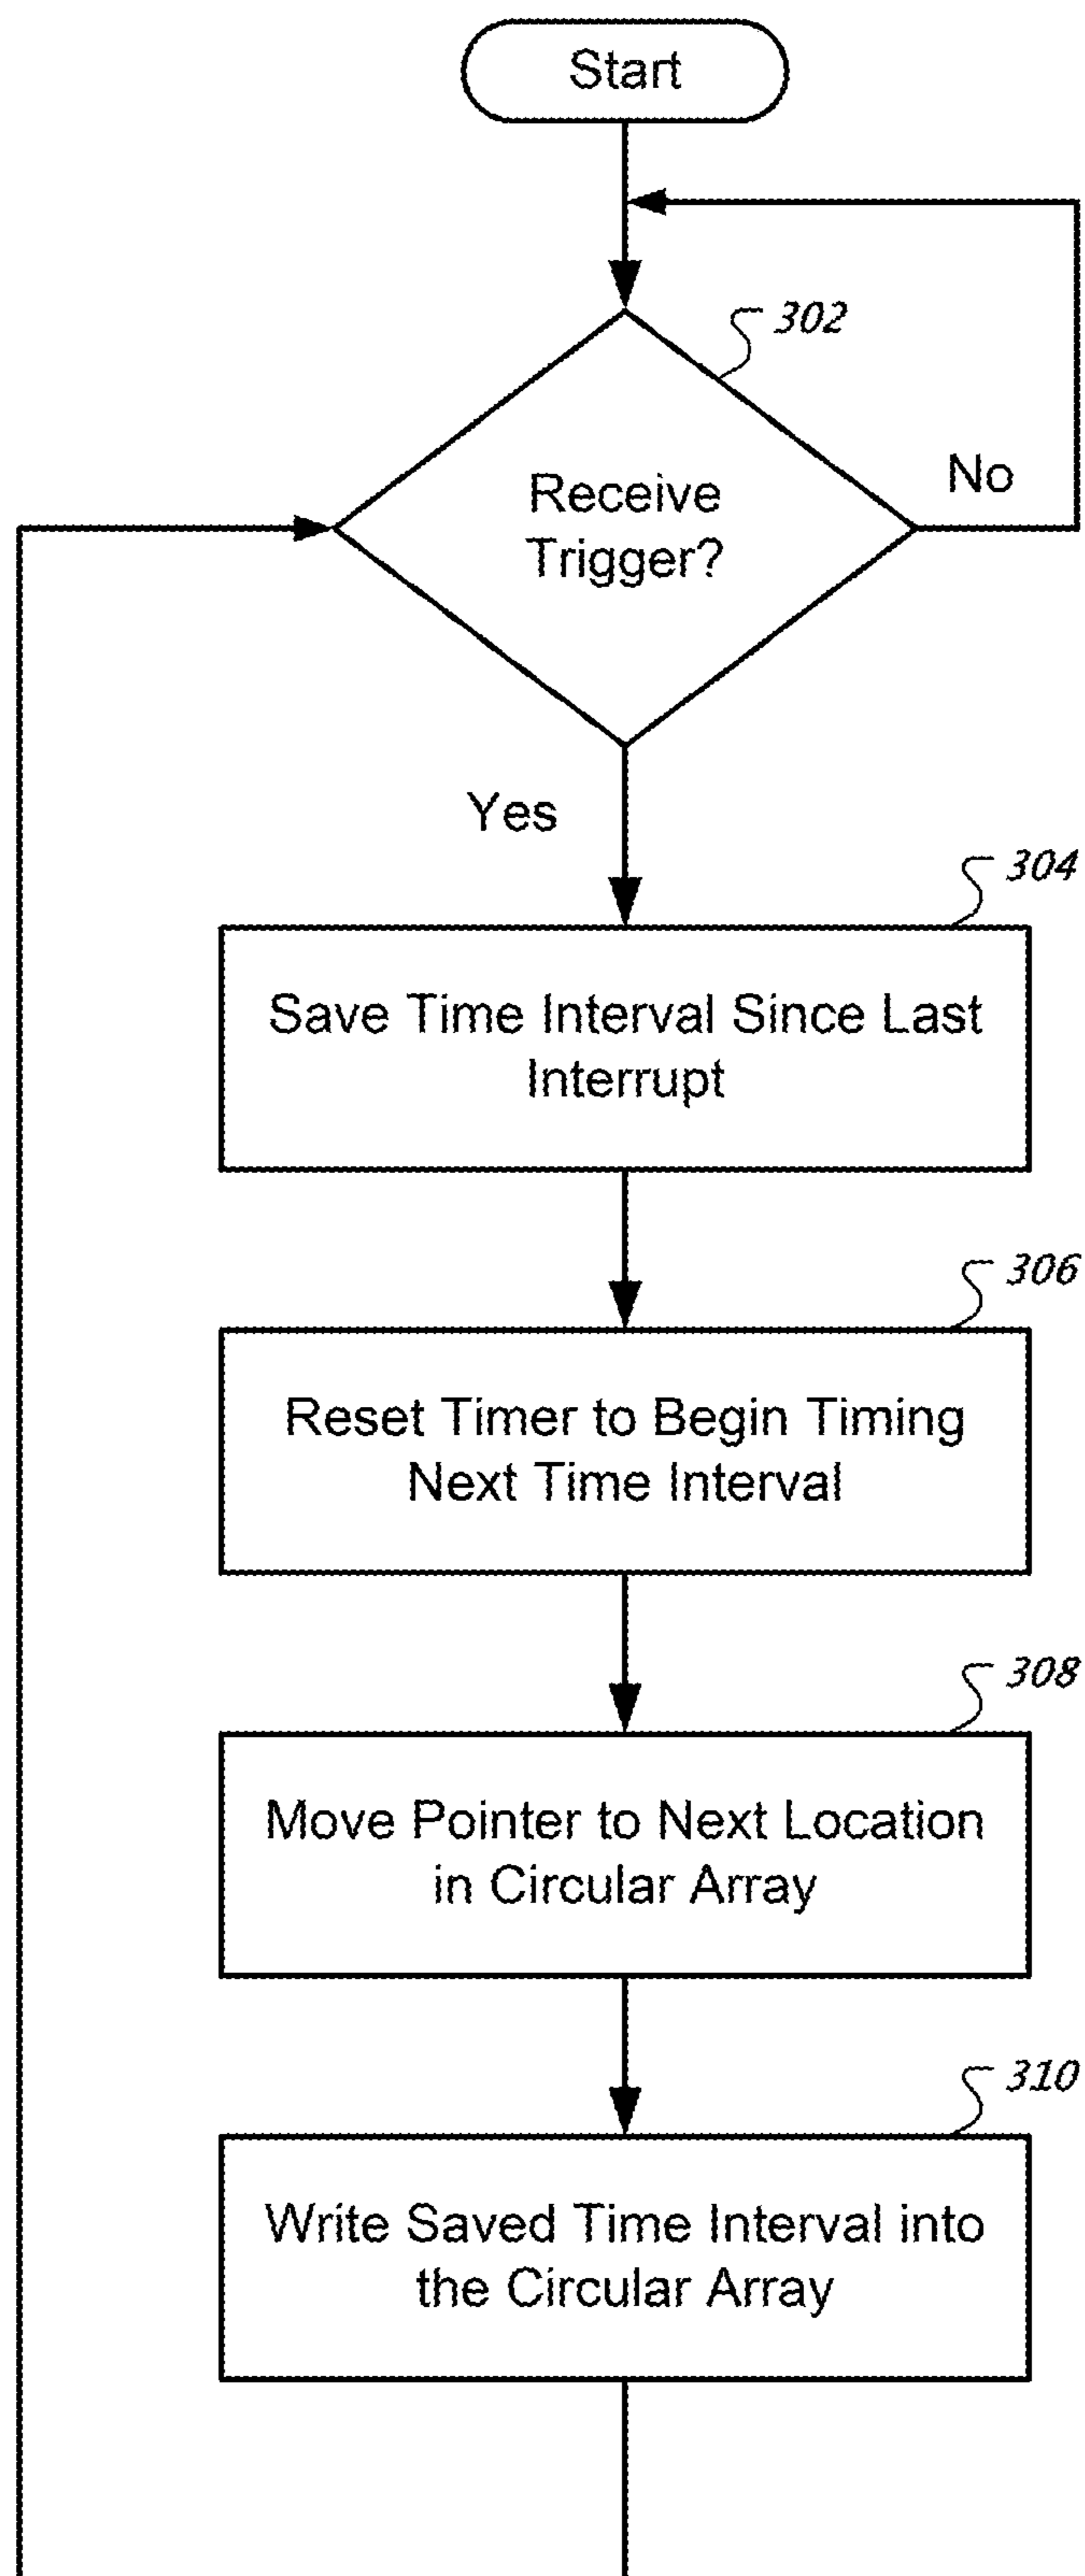 Start
302
Receive
Trigger?
No
Yes
304
Save Time Interval Since Last
Interrupt
306
Reset Timer to Begin Timing
Next Time Interval
308
Move Pointer to Next Location
in Circular Array
310
Write Saved Time Interval into
the Circular Array